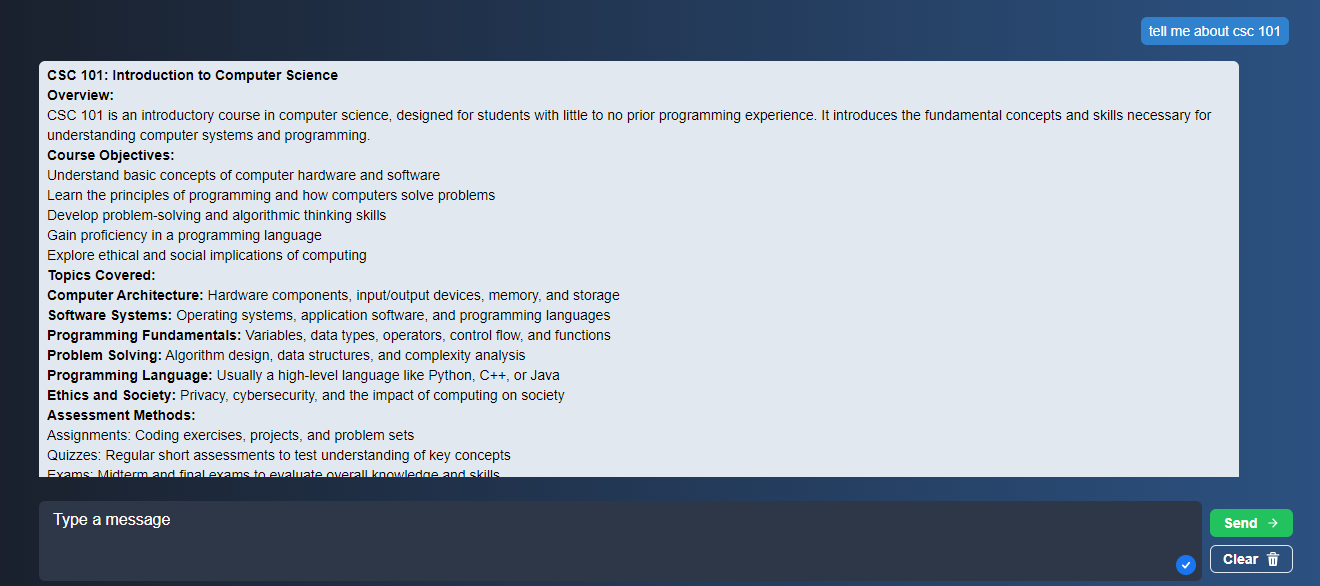 tell me about csc 101
CSC 101: Introduction to Computer Science
Overview:
CSC 101 is an introductory course in computer science, designed for students with little to no prior programming experience. It introduces the fundamental concepts and skills necessary for
understanding computer systems and programming.
Course Objectives:
Understand basic concepts of computer hardware and software
Learn the principles of programming and how computers solve problems
Develop problem-solving and algorithmic thinking skills
Gain proficiency in a programming language
Explore ethical and social implications of computing
Topics Covered:
Computer Architecture: Hardware components, input/output devices, memory, and storage
Software Systems: Operating systems, application software, and programming languages
Programming Fundamentals: Variables, data types, operators, control flow, and functions
Problem Solving: Algorithm design, data structures, and complexity analysis
Programming Language: Usually a high-level language like Python, C++, or Java
Ethics and Society: Privacy, cybersecurity, and the impact of computing on society
Assessment Methods:
Assignments: Coding exercises, projects, and problem sets
Quizzes: Regular short assessments to test understanding of key concepts
Exams: Midterm and final exams to evaluate overall knowledge and skills
Type a message
Send
Clear